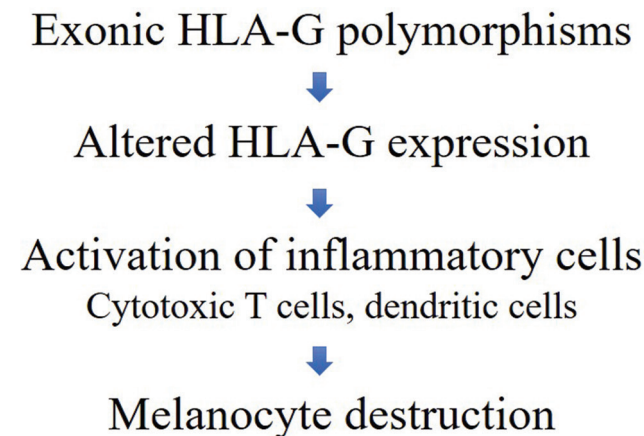 Exonic HLA-G polymorphisms
Altered HLA-G expression
Activation of inflammatory cells
Cytotoxic T cells, dendritic cells
Melanocyte destruction